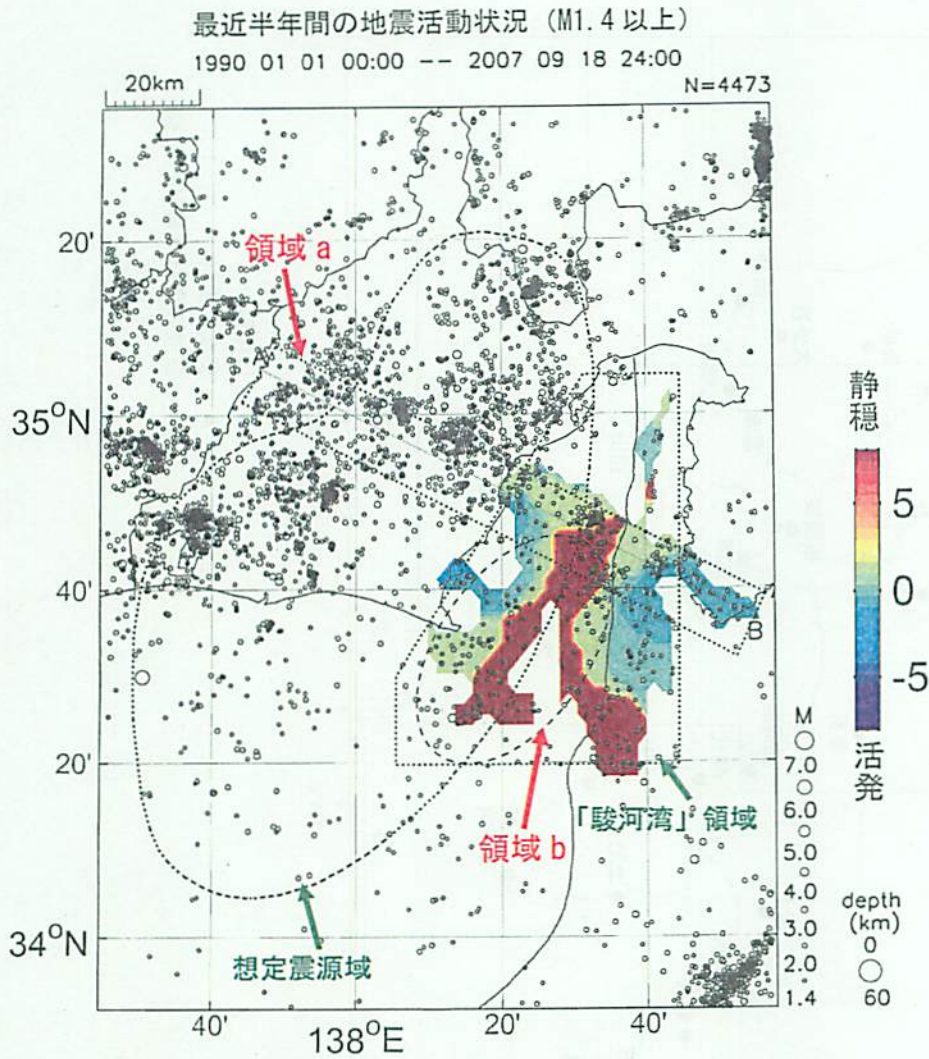 最近半年間の地震活動状況 (M1.4 以上)
1990 01 01 00:00 -- 2007 09 18 24:00
20km
N=4473
20'
領域 a
35°N
静穏
5
0
-5
活発
40'
B
M
20'
7.0
6.0
5.0
4.0
3.0
2.0
1.4
「駿河湾」領域
領域 b
depth
(km)
0
60
34°N
想定震源域
40'
138°E
20'
40'